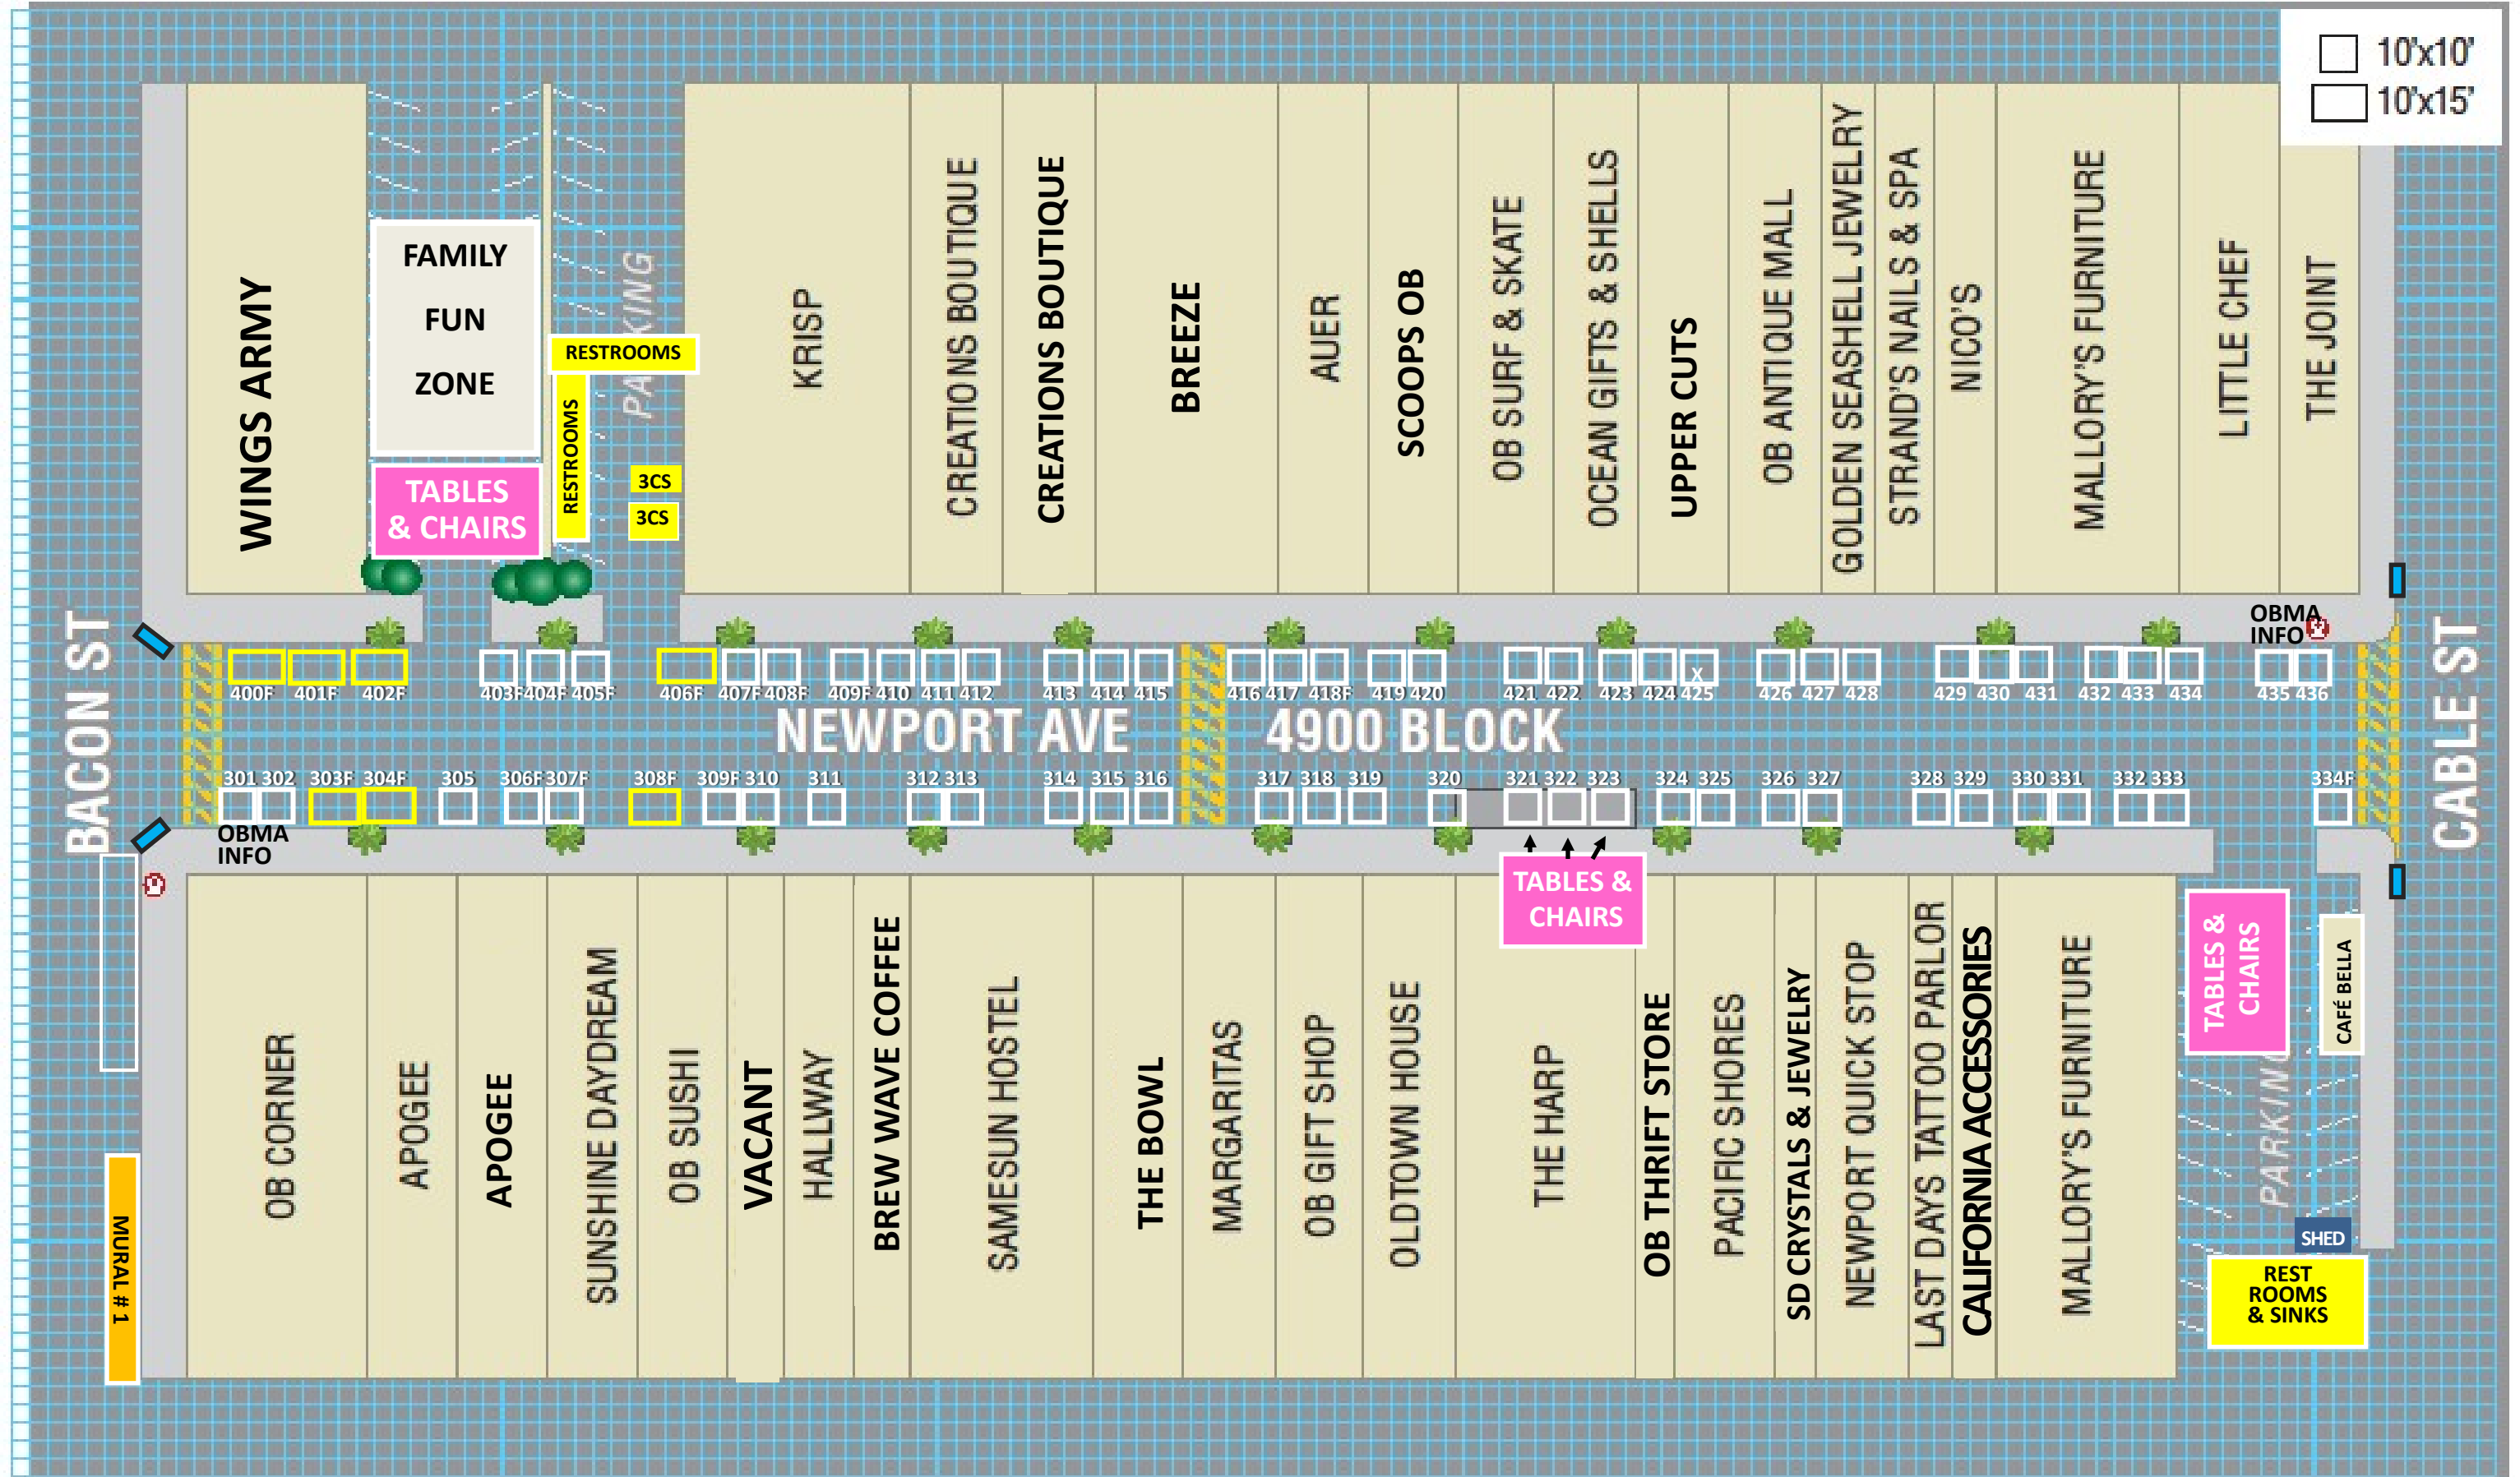 10'x10'
10'x15'
WINGS ARMY
FAMILY
FUN
ZONE
TABLES
& CHAIRS
RESTROOMS
RESTROOMS
PARKING
3CS
3CS
KRISP
CREATIONS BOUTIQUE
CREATIONS BOUTIQUE
BREEZE
AUER
SCOOPS OB
OB SURF & SKATE
OCEAN GIFTS & SHELLS
UPPER CUTS
OB ANTIQUE MALL
GOLDEN SEASHELL JEWELRY
STRAND'S NAILS & SPA
NICO'S
MALLORY'S FURNITURE
LITTLE CHEF
THE JOINT
OBMA
INFO
BACON ST
X
400F 401F 402F 403F 404F 405F 406F 407F 408F 409F 410 411 412 413 414 415 416 417 418F 419 420 421 422 423 424 425 426 427 428 429 430 431 432 433 434 435 436
NEWPORT AVE 4900 BLOCK
CABLE ST
301 302 303F 304F 305 306F 307F 308F 309F 310 311 312 313 314 315 316 317 318 319 320 321 322 323 324 325 326 327 328 329 330 331 332 333 334F
OBMA
INFO
TABLES &
CHAIRS
OB CORNER
APOGEE
APOGEE
SUNSHINE DAYDREAM
OB SUSHI
VACANT
HALLWAY
BREW WAVE COFFEE
SAMESUN HOSTEL
THE BOWL
MARGARITAS
OB GIFT SHOP
OLDTOWN HOUSE
THE HARP
OB THRIFT STORE
PACIFIC SHORES
SD CRYSTALS & JEWELRY
NEWPORT QUICK STOP
LAST DAYS TATTOO PARLOR
CALIFORNIA ACCESSORIES
MALLORY'S FURNITURE
TABLES &
CHAIRS
CAFÉ BELLA
PARKING
SHED
REST
ROOMS
& SINKS
MURAL # 1